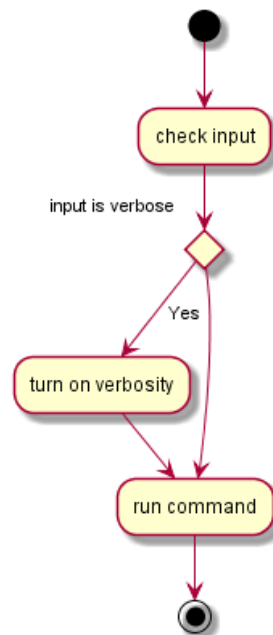 check input
input is verbose
Yes
turn on verbosity
run command